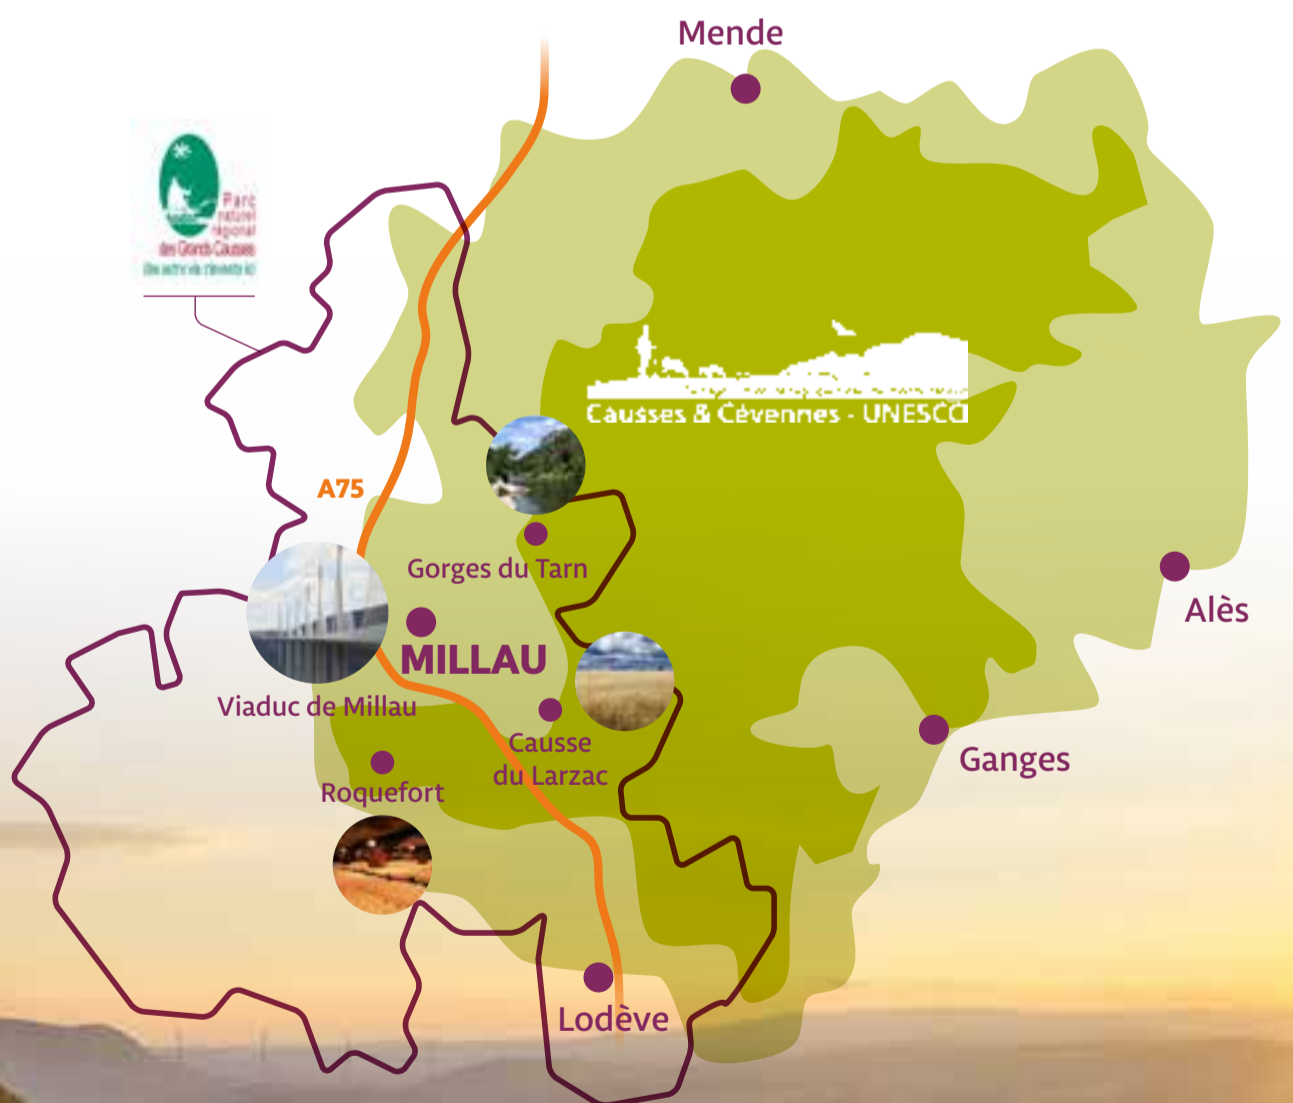 Mende
Parc
naturel
régional
des Grands Causses
Causses & Cévennes - UNESCO
A75
Gorges du Tarn
Alès
MILLAU
Viaduc de Millau
Causse
du Larzac
Ganges
Roquefort
Lodève